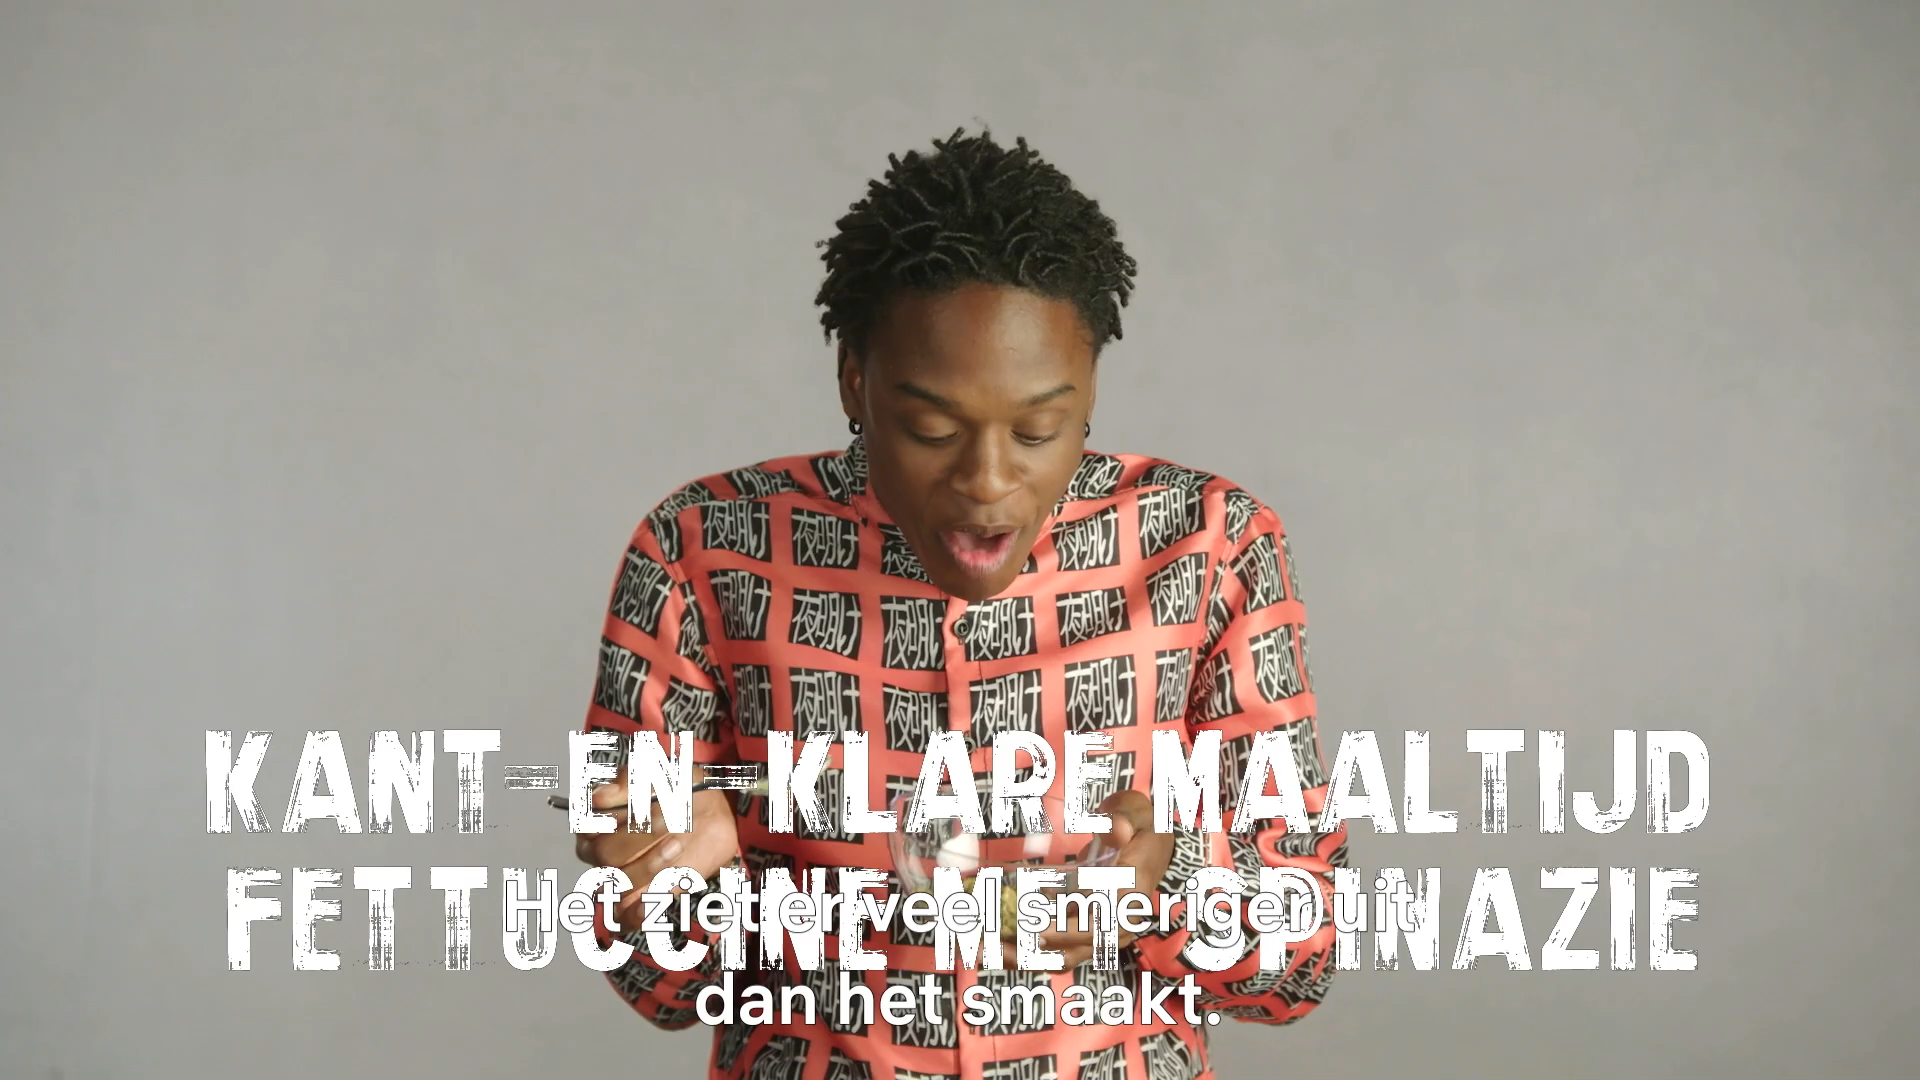 夜明け
KANT-EN-KLARE MAALTIJD
FETTUCCINE MET SPINAZIE
Het ziet er veel smeriger uit
dan het smaakt.